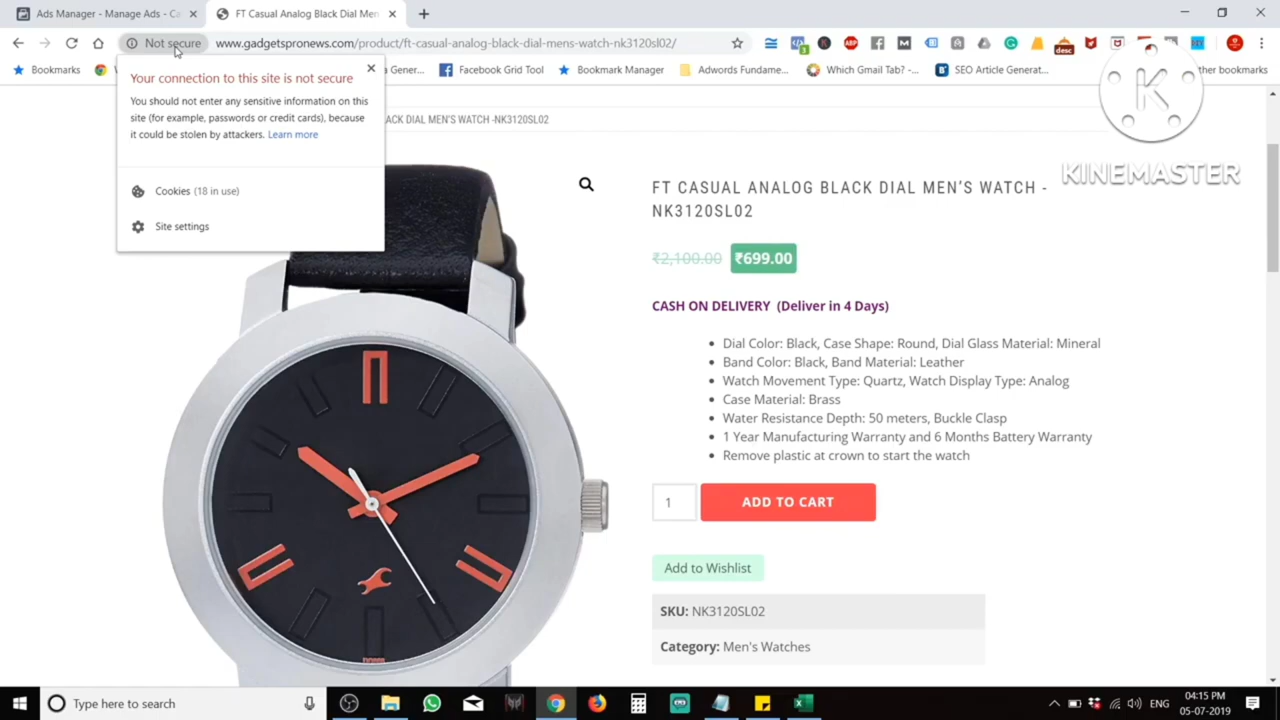 Ads Manager - Manage Ads - Ca
FT Casual Analog Black Dial Men
Not secure
www.gadgetspronews.com/product/ft-casual-analog-black-dial-mens-watch-nk3120sl02/
Bookmarks
Gener...
Facebook Grid Tool
Bookmark Manager
Adwords Fundame...
Which Gmail Tab? -...
SEO Article Generat...
ther bookmarks
Your connection to this site is not secure
You should not enter any sensitive information on this
site (for example, passwords or credit cards), because
it could be stolen by attackers. Learn more
Cookies (18 in use)
Site settings
ACK DIAL MEN'S WATCH -NK3120SL02
K
KINEMASTER
FT CASUAL ANALOG BLACK DIAL MEN'S WATCH -
NK3120SL02
₹2,100.00 ₹699.00
CASH ON DELIVERY (Deliver in 4 Days)
Dial Color: Black, Case Shape: Round, Dial Glass Material: Mineral
Band Color: Black, Band Material: Leather
Watch Movement Type: Quartz, Watch Display Type: Analog
Case Material: Brass
Water Resistance Depth: 50 meters, Buckle Clasp
1 Year Manufacturing Warranty and 6 Months Battery Warranty
Remove plastic at crown to start the watch
1
ADD TO CART
Add to Wishlist
SKU: NK3120SL02
Category: Men's Watches
Type here to search
ENG
04:15 PM
05-07-2019